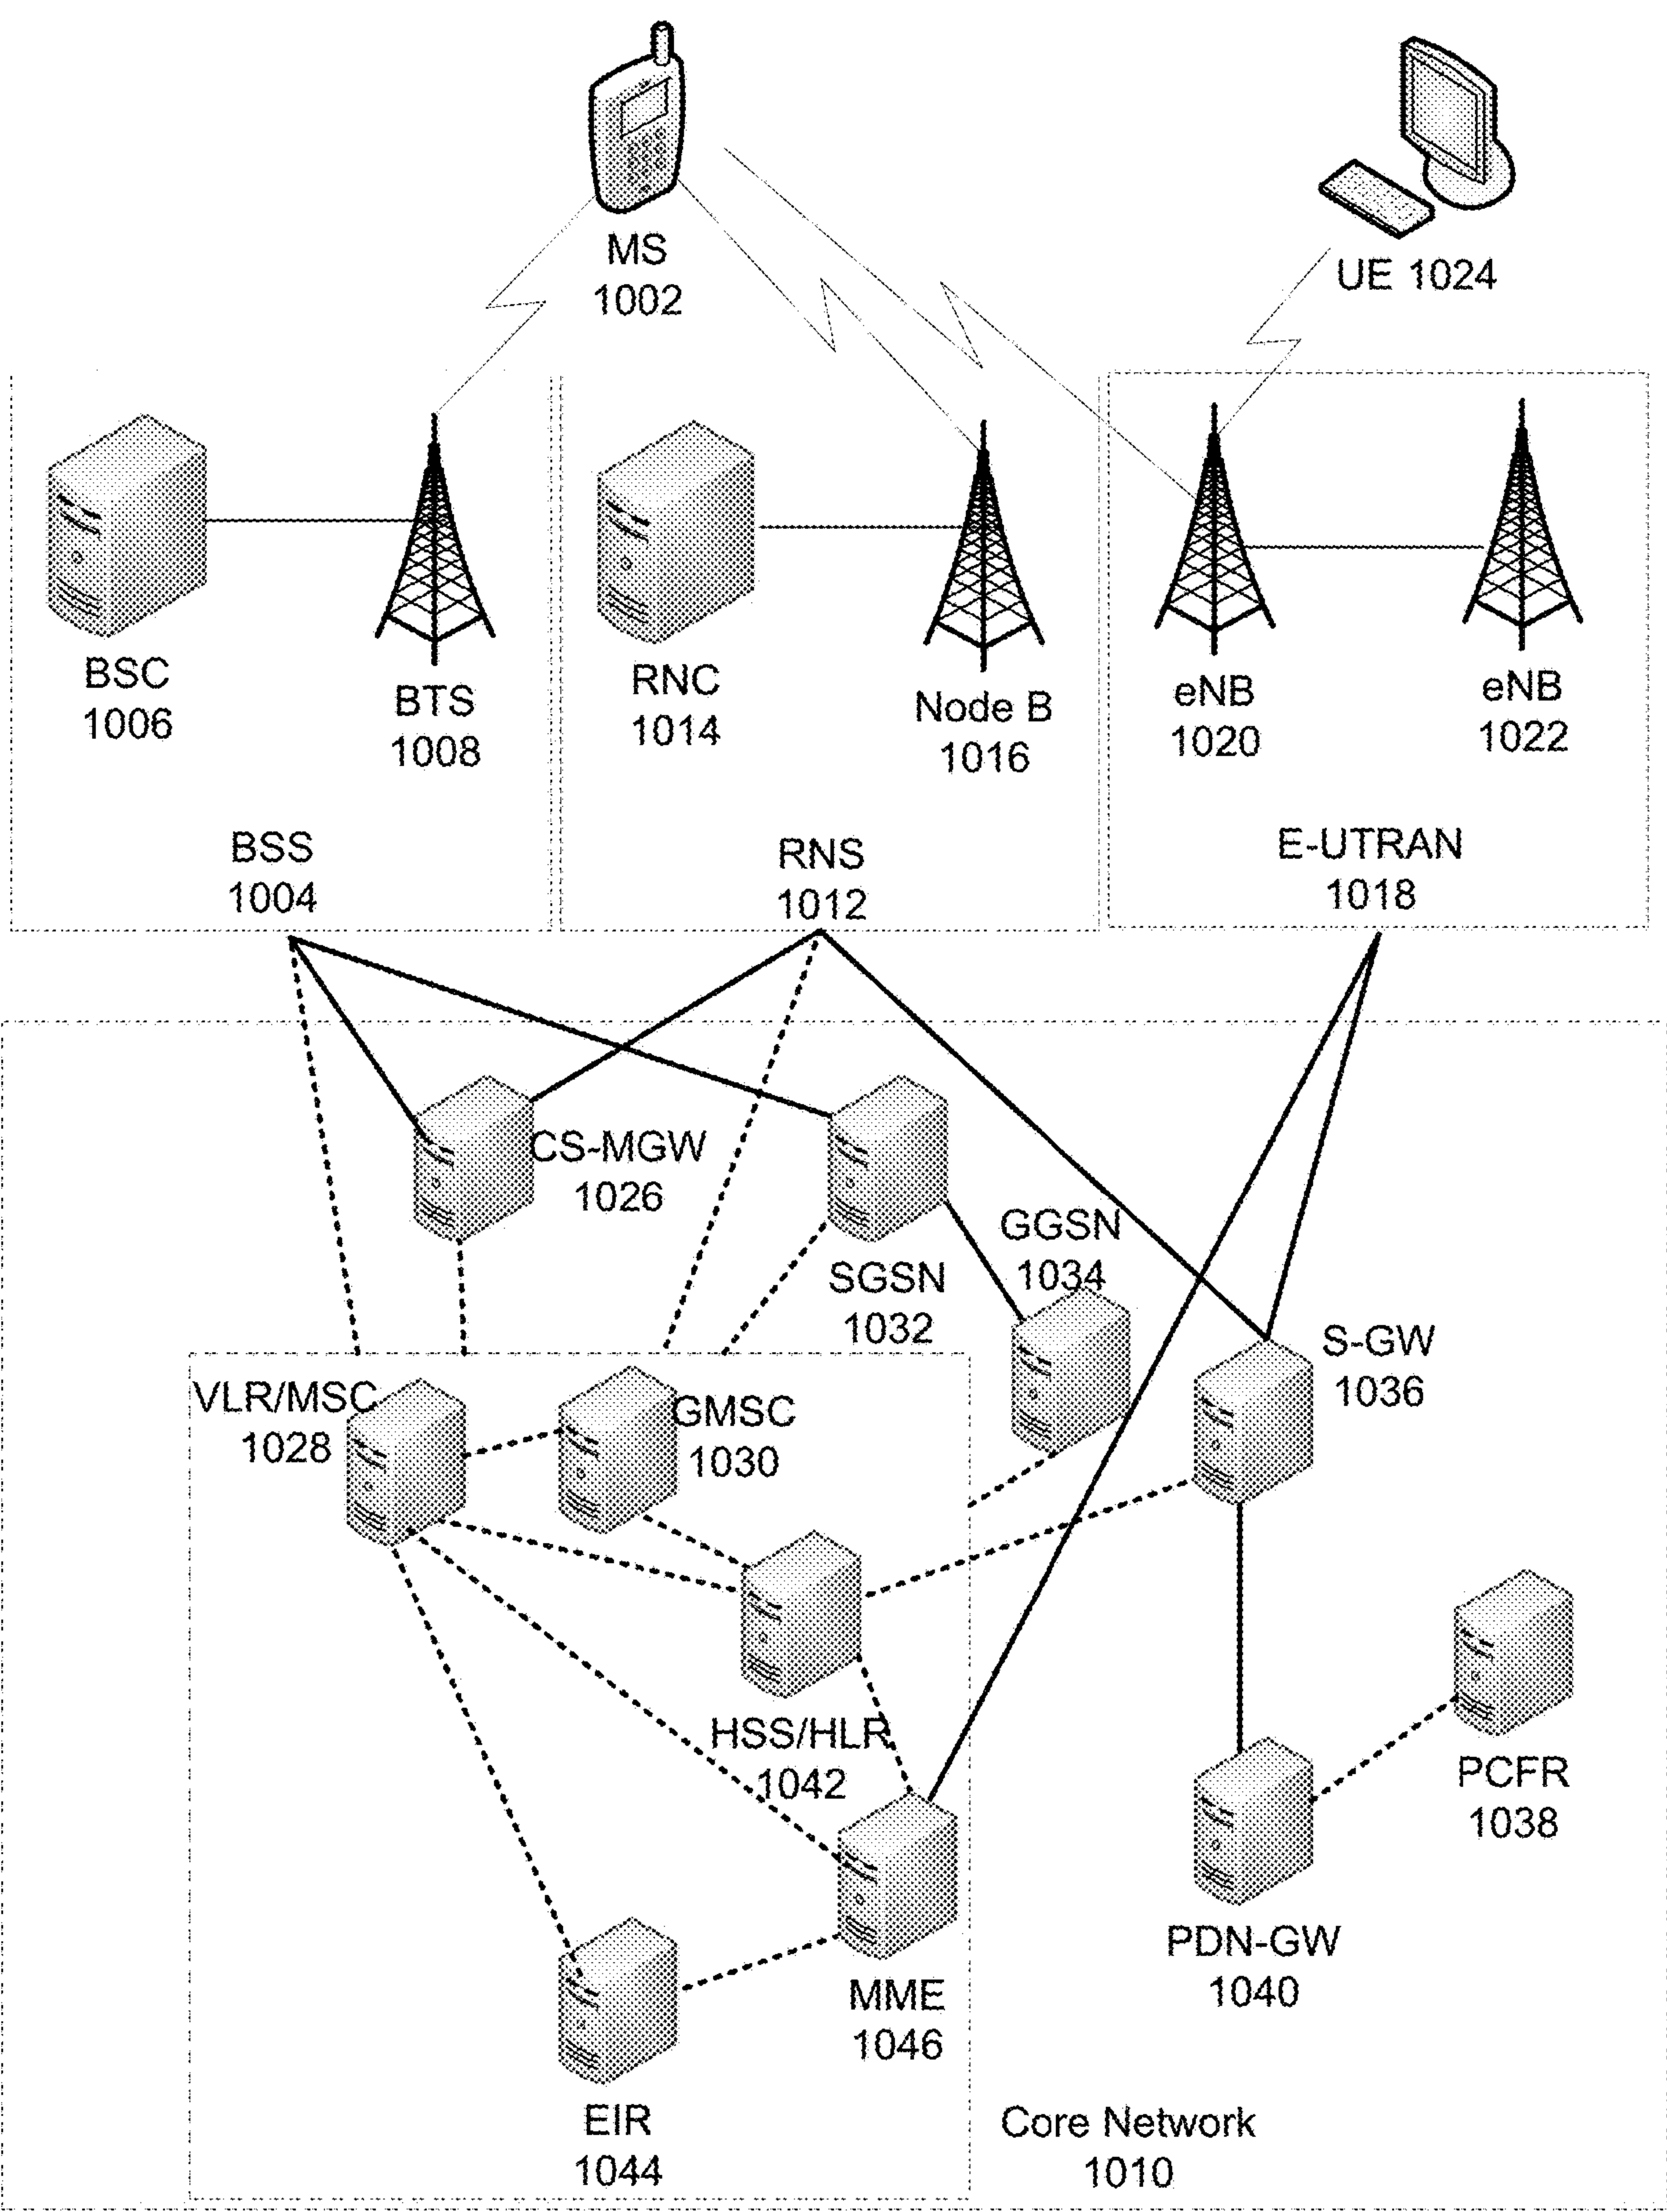 MS
1002
UE 1024
BSC
1006
BTS
1008
RNC
1014
Node B
1016
eNB
1020
eNB
1022
BSS
1004
RNS
1012
E-UTRAN
1018
CS-MGW
1026
SGSN
1032
GGSN
1034
S-GW
1036
VLR/MSC
1028
GMSC
1030
HSS/HLR
1042
PCFR
1038
PDN-GW
1040
MME
1046
EIR
1044
Core Network
1010